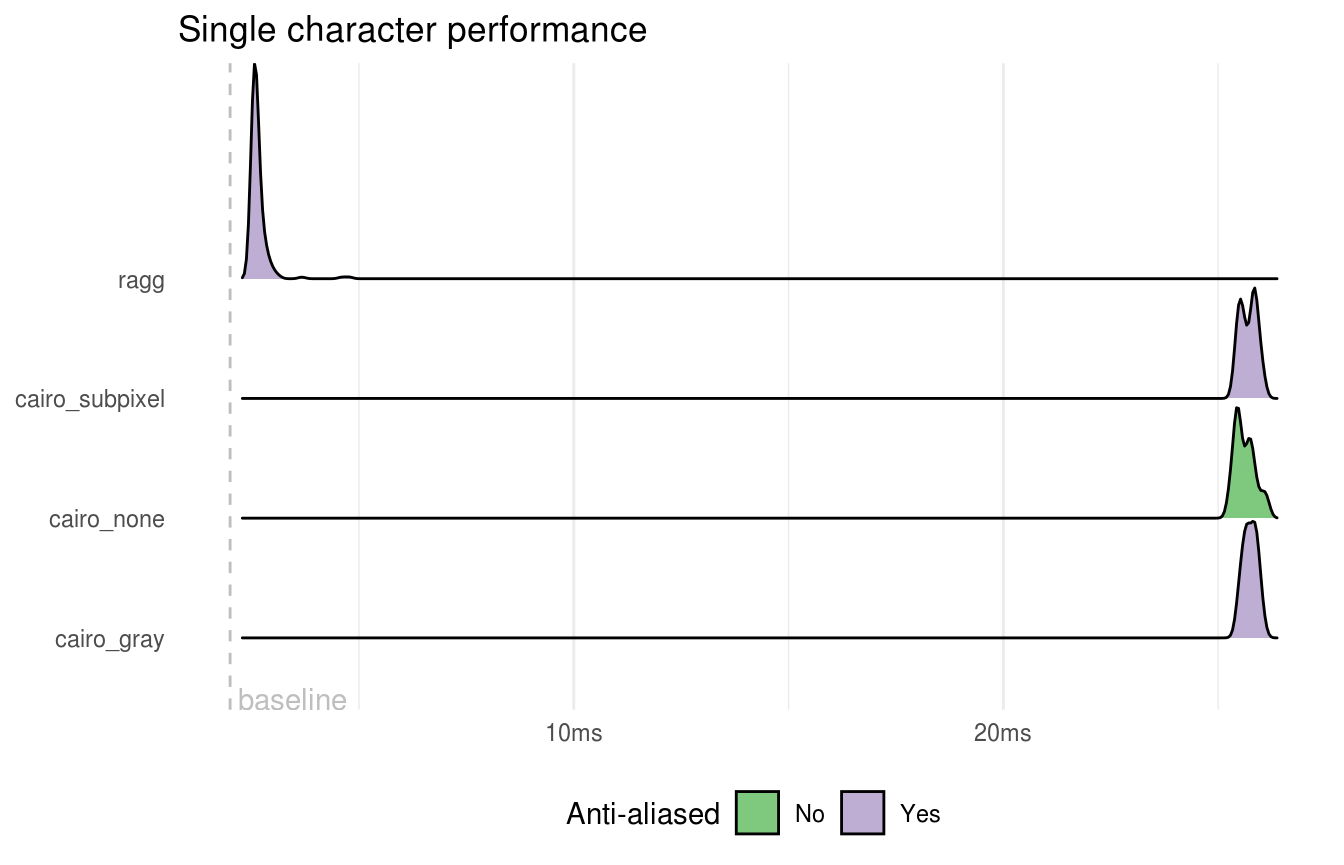 Single character performance
ragg
cairo_subpixel
cairo_none
cairo_gray
baseline
10ms 20ms
Anti-aliased No Yes